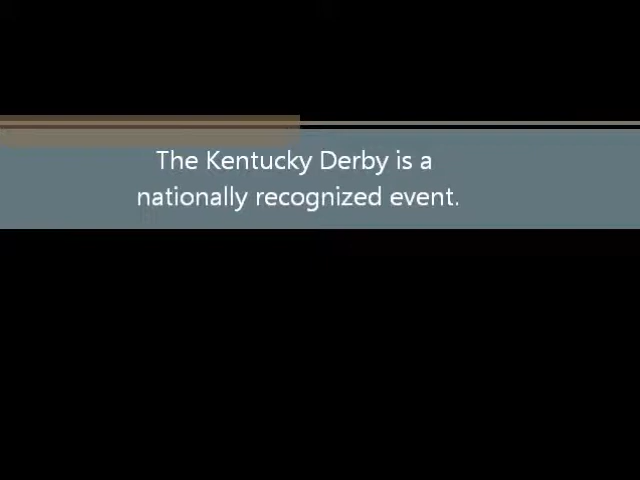 The Kentucky Derby is a
nationally recognized event.